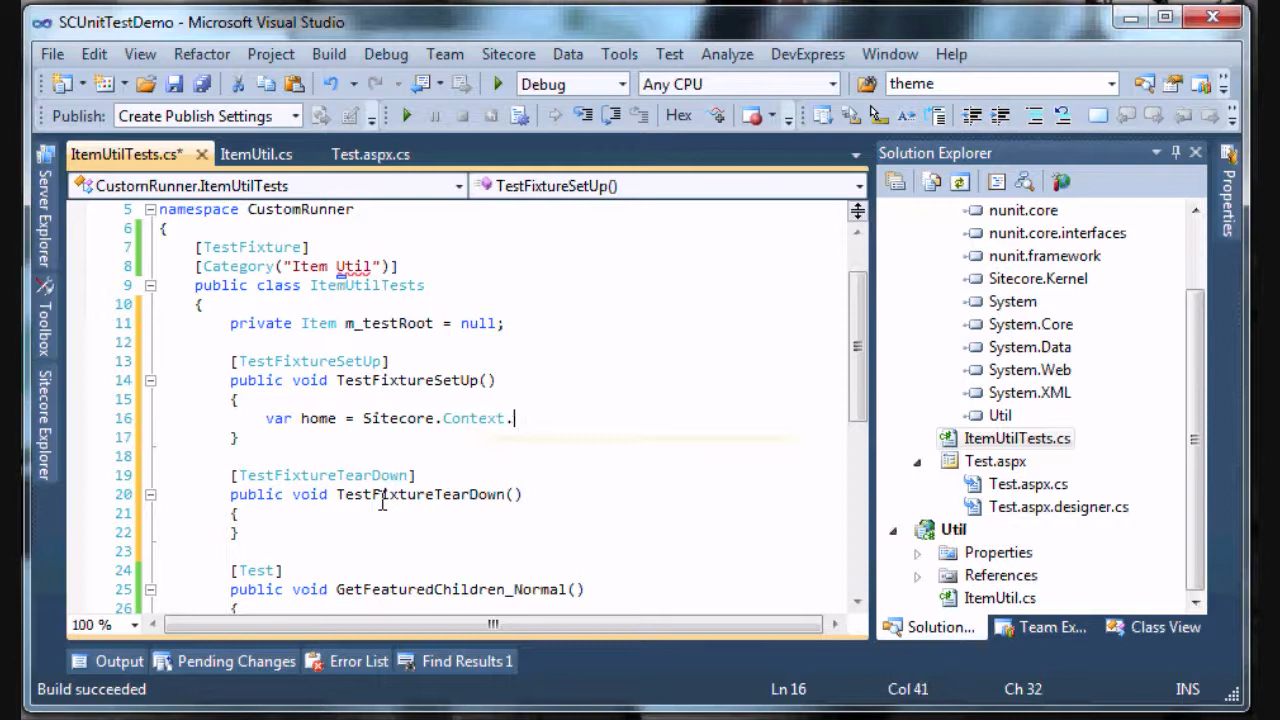 SCUnitTestDemo - Microsoft Visual Studio
File Edit View Refactor Project Build Debug Team Sitecore Data Tools Test Analyze DevExpress Window Help
Debug Any CPU theme
Publish: Create Publish Settings Hex
ItemUtilTests.cs* ItemUtil.cs Test.aspx.cs
CustomRunner.ItemUtilTests TestFixtureSetUp()
5 namespace CustomRunner
6 {
7 [TestFixture]
8 [Category("Item Util")]
9 public class ItemUtilTests
10 {
11 private Item m_testRoot = null;
12
13 [TestFixtureSetUp]
14 public void TestFixtureSetUp()
15 {
16 var home = Sitecore.Context.
17 }
18
19 [TestFixtureTearDown]
20 public void TestFixtureTearDown()
21 {
22 }
23
24 [Test]
25 public void GetFeaturedChildren_Normal()
26 {
100 %
Server Explorer
Toolbox
Sitecore Explorer
Solution Explorer
nunit.core
nunit.core.interfaces
nunit.framework
Sitecore.Kernel
System
System.Core
System.Data
System.Web
System.XML
Util
ItemUtilTests.cs
Test.aspx
Test.aspx.cs
Test.aspx.designer.cs
Util
Properties
References
ItemUtil.cs
Solution... Team Ex... Class View
Properties
Output Pending Changes Error List Find Results 1
Build succeeded Ln 16 Col 41 Ch 32 INS